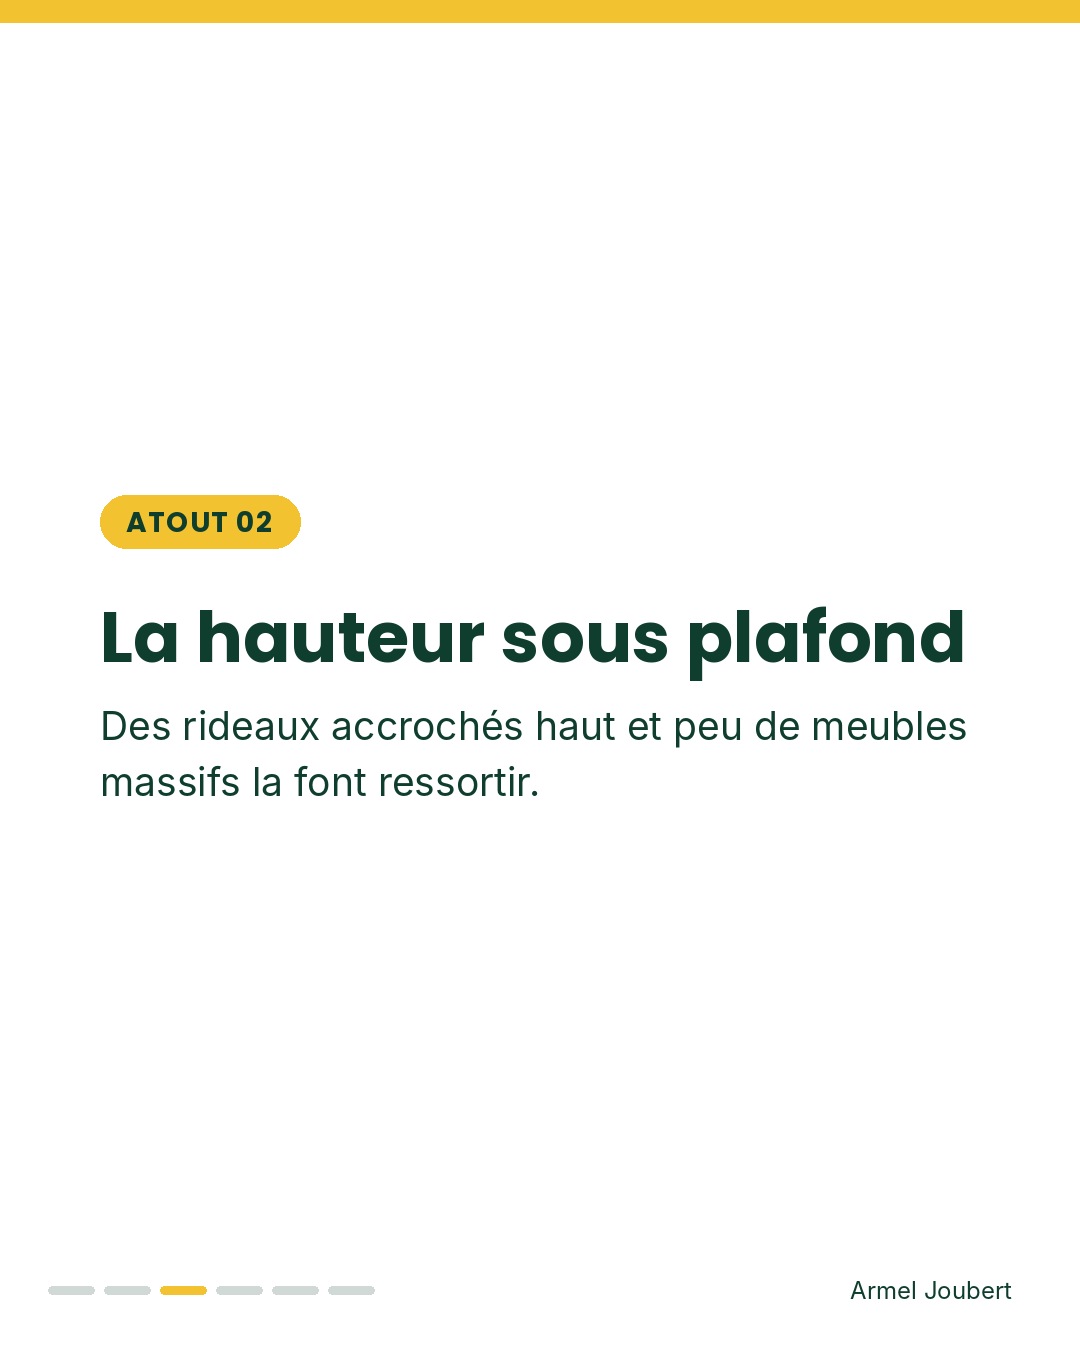 ATOUT 02
La hauteur sous plafond
Des rideaux accrochés haut et peu de meubles
massifs la font ressortir.
Armel Joubert